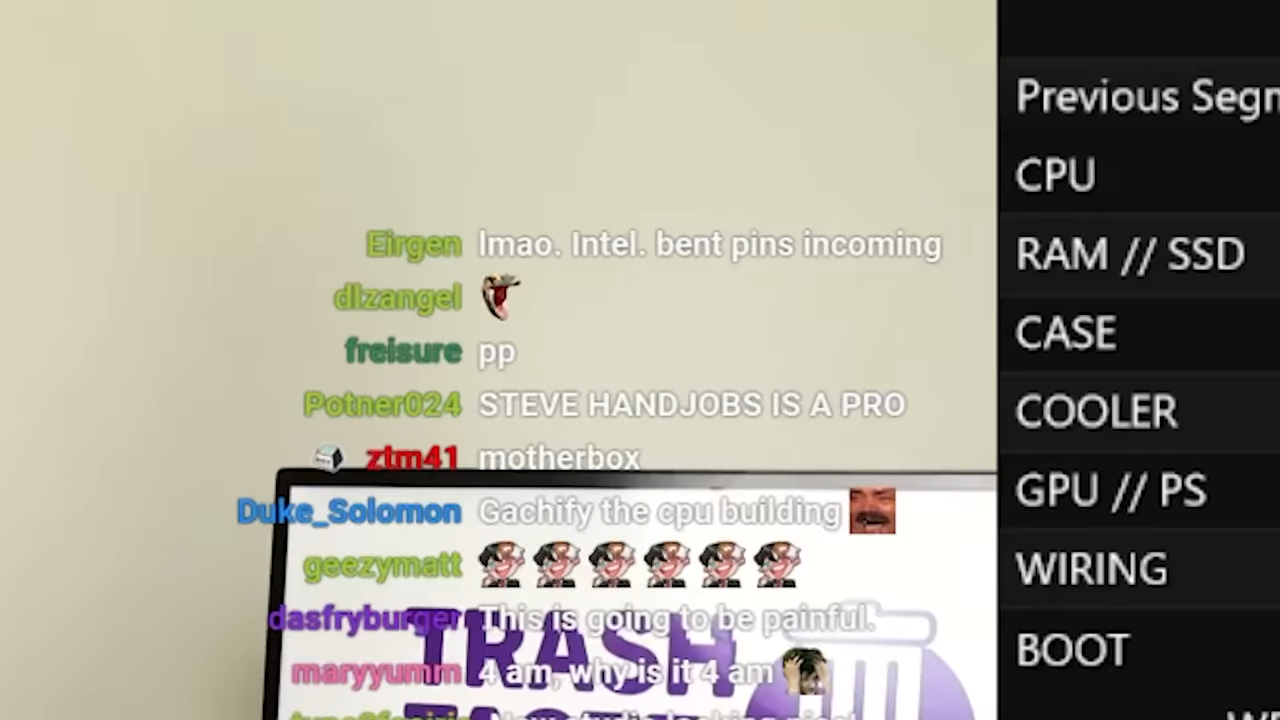 Previous Segm
CPU
RAM // SSD
CASE
COOLER
GPU // PS
WIRING
BOOT
Eirgen lmao. Intel. bent pins incoming
dlzangel
freisure pp
Potner024 STEVE HANDJOBS IS A PRO
ztm41 motherbox
Duke_Solomon Gachify the cpu building
geezymatt
dasfryburger This is going to be painful.
maryyumm 4 am, why is it 4 am
TRASH